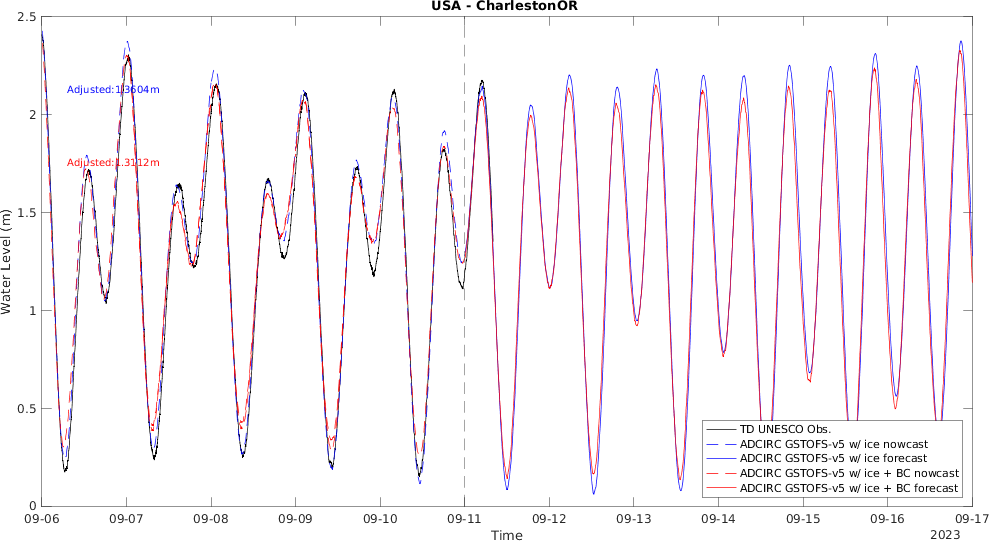 USA - CharlestonOR
2.5
2
1.5
1
0.5
0
Water Level (m)
Adjusted:1.3604m
Adjusted:1.3112m
TD UNESCO Obs.
ADCIRC GSTOFS-v5 w/ ice nowcast
ADCIRC GSTOFS-v5 w/ ice forecast
ADCIRC GSTOFS-v5 w/ ice + BC nowcast
ADCIRC GSTOFS-v5 w/ ice + BC forecast
09-06 09-07 09-08 09-09 09-10 09-11 09-12 09-13 09-14 09-15 09-16 09-17
Time
2023